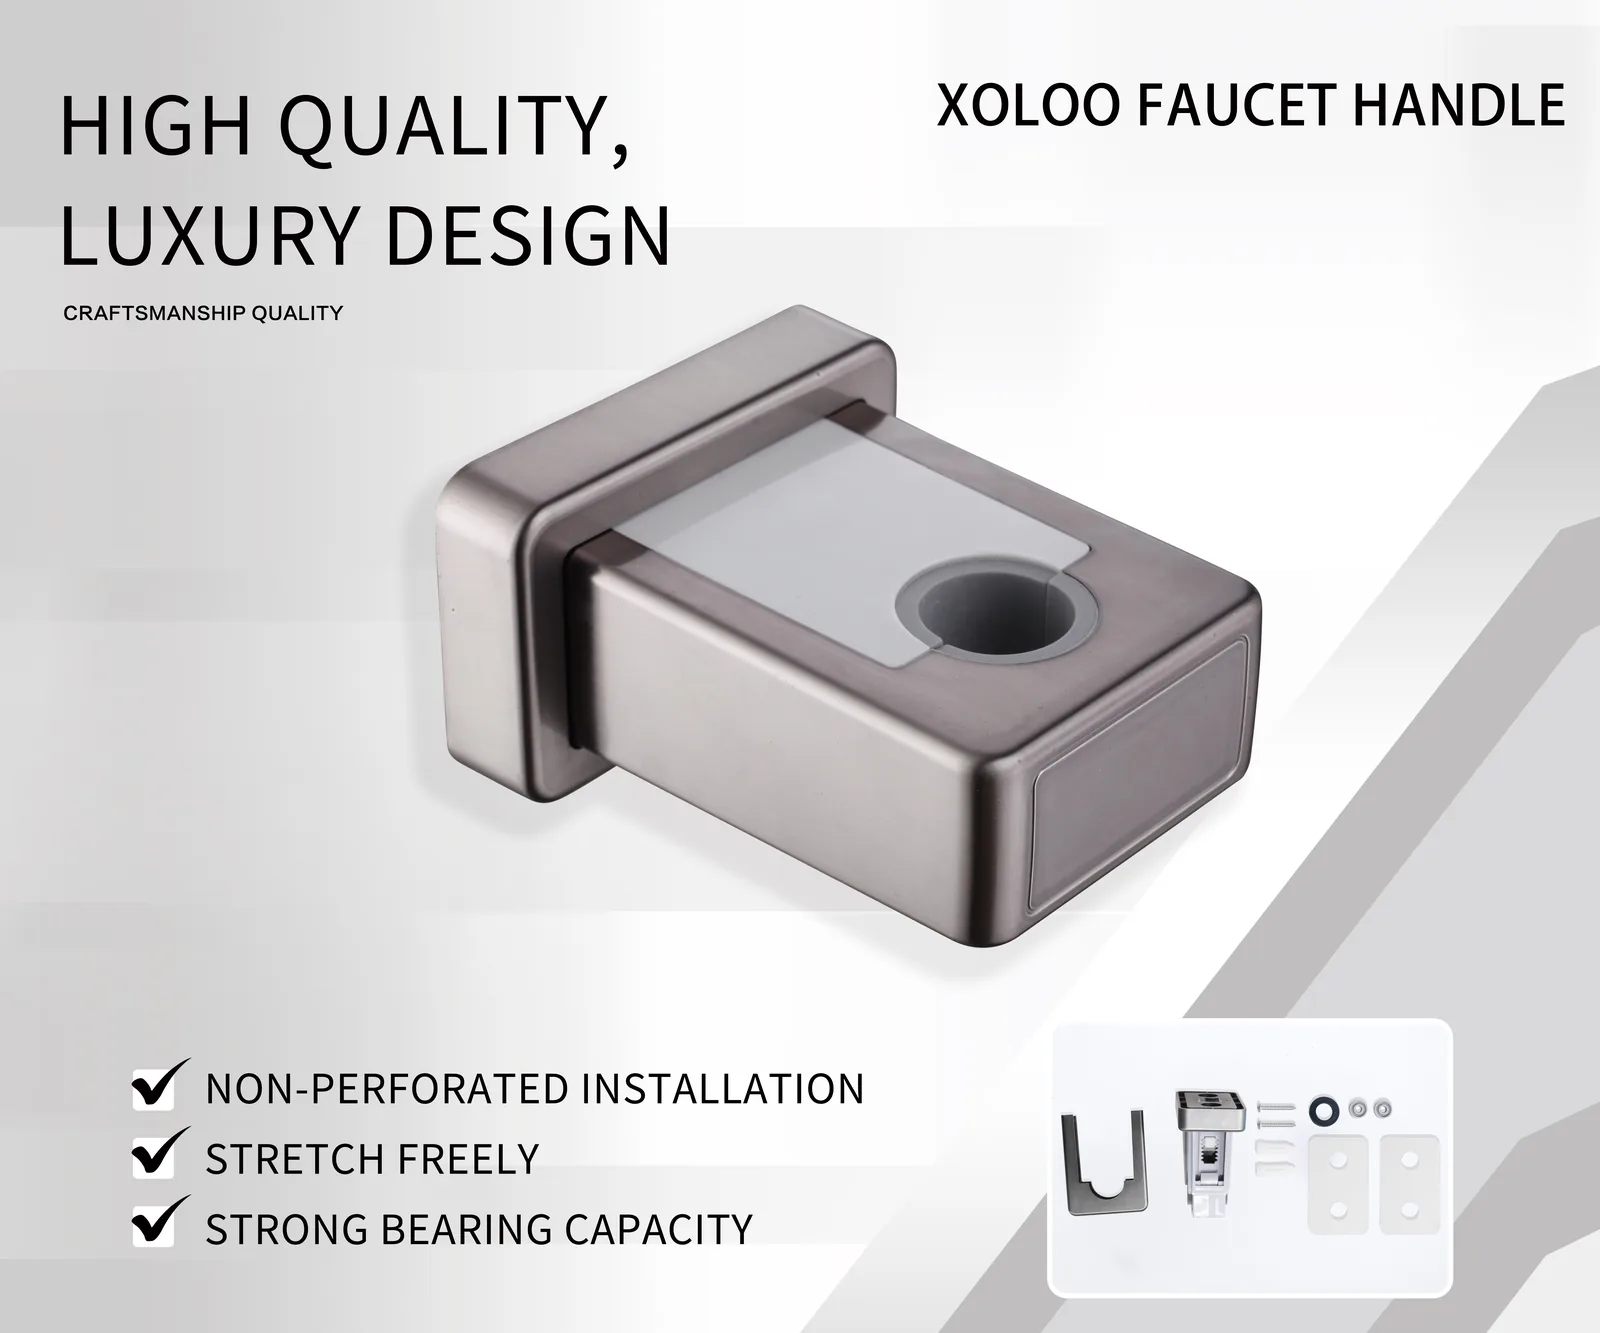 HIGH QUALITY,
LUXURY DESIGN
CRAFTSMANSHIP QUALITY
XOLOO FAUCET HANDLE
NON-PERFORATED INSTALLATION
STRETCH FREELY
STRONG BEARING CAPACITY